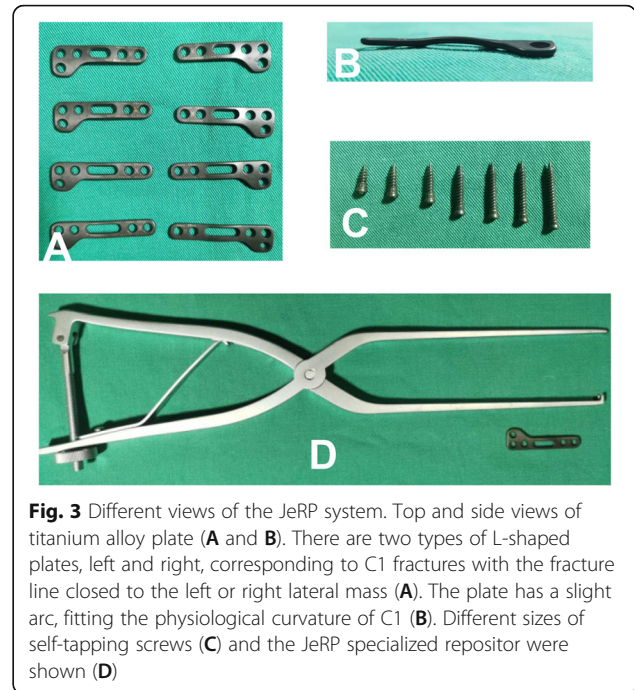 A
B
C
D
Fig. 3 Different views of the JeRP system. Top and side views of
titanium alloy plate (A and B). There are two types of L-shaped
plates, left and right, corresponding to C1 fractures with the fracture
line closed to the left or right lateral mass (A). The plate has a slight
arc, fitting the physiological curvature of C1 (B). Different sizes of
self-tapping screws (C) and the JeRP specialized repositor were
shown (D)